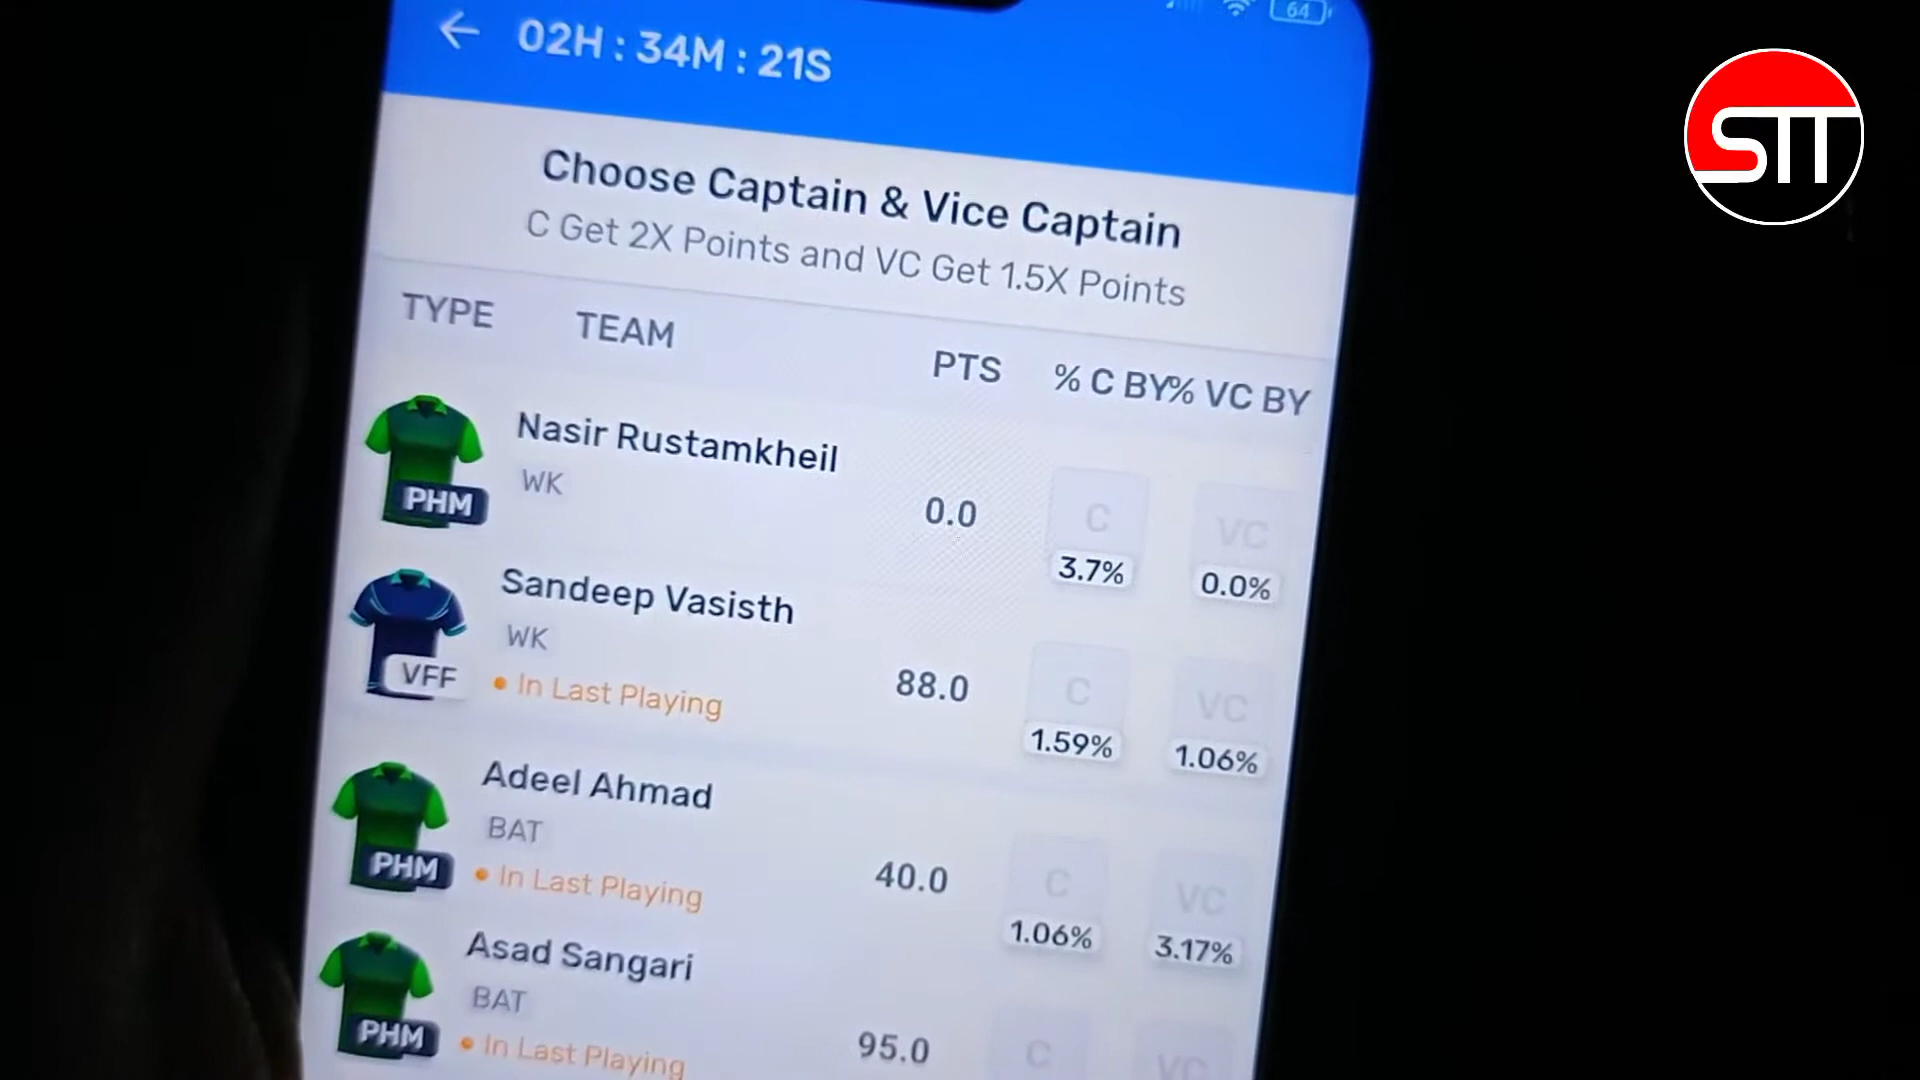 64
02H : 34M : 21S
STT
Choose Captain & Vice Captain
C Get 2X Points and VC Get 1.5X Points
TYPE TEAM PTS % C BY % VC BY
Nasir Rustamkheil
WK
PHM
0.0
C
VC
3.7%
0.0%
Sandeep Vasisth
WK
VFF
• In Last Playing
88.0
C
VC
1.59%
1.06%
Adeel Ahmad
BAT
PHM
• In Last Playing
40.0
C
VC
1.06%
3.17%
Asad Sangari
BAT
PHM
• In Last Playing
95.0
C
VC